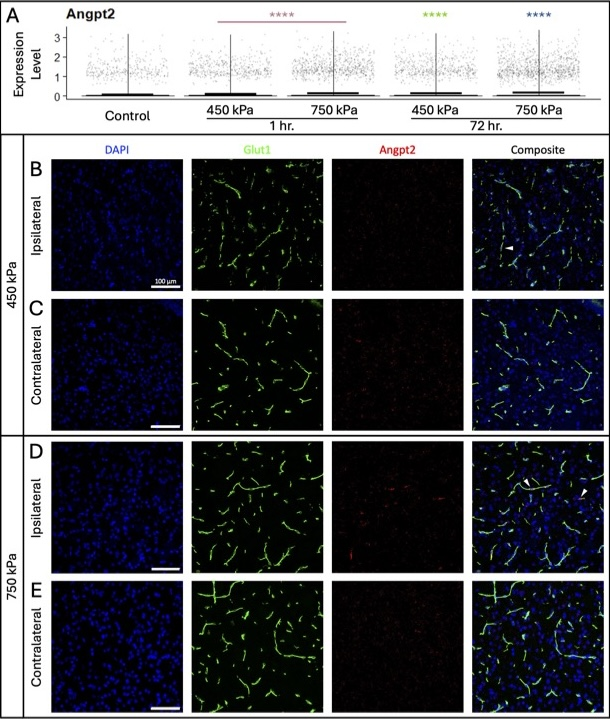 A
Angpt2
****
****
****
Expression
Level
3
2
1
0
Control
450 kPa
750 kPa
450 kPa
750 kPa
1 hr.
72 hr.
DAPI
Glut1
Angpt2
Composite
450 kPa
B
Ipsilateral
100 µm
C
Contralateral
750 kPa
D
Ipsilateral
E
Contralateral